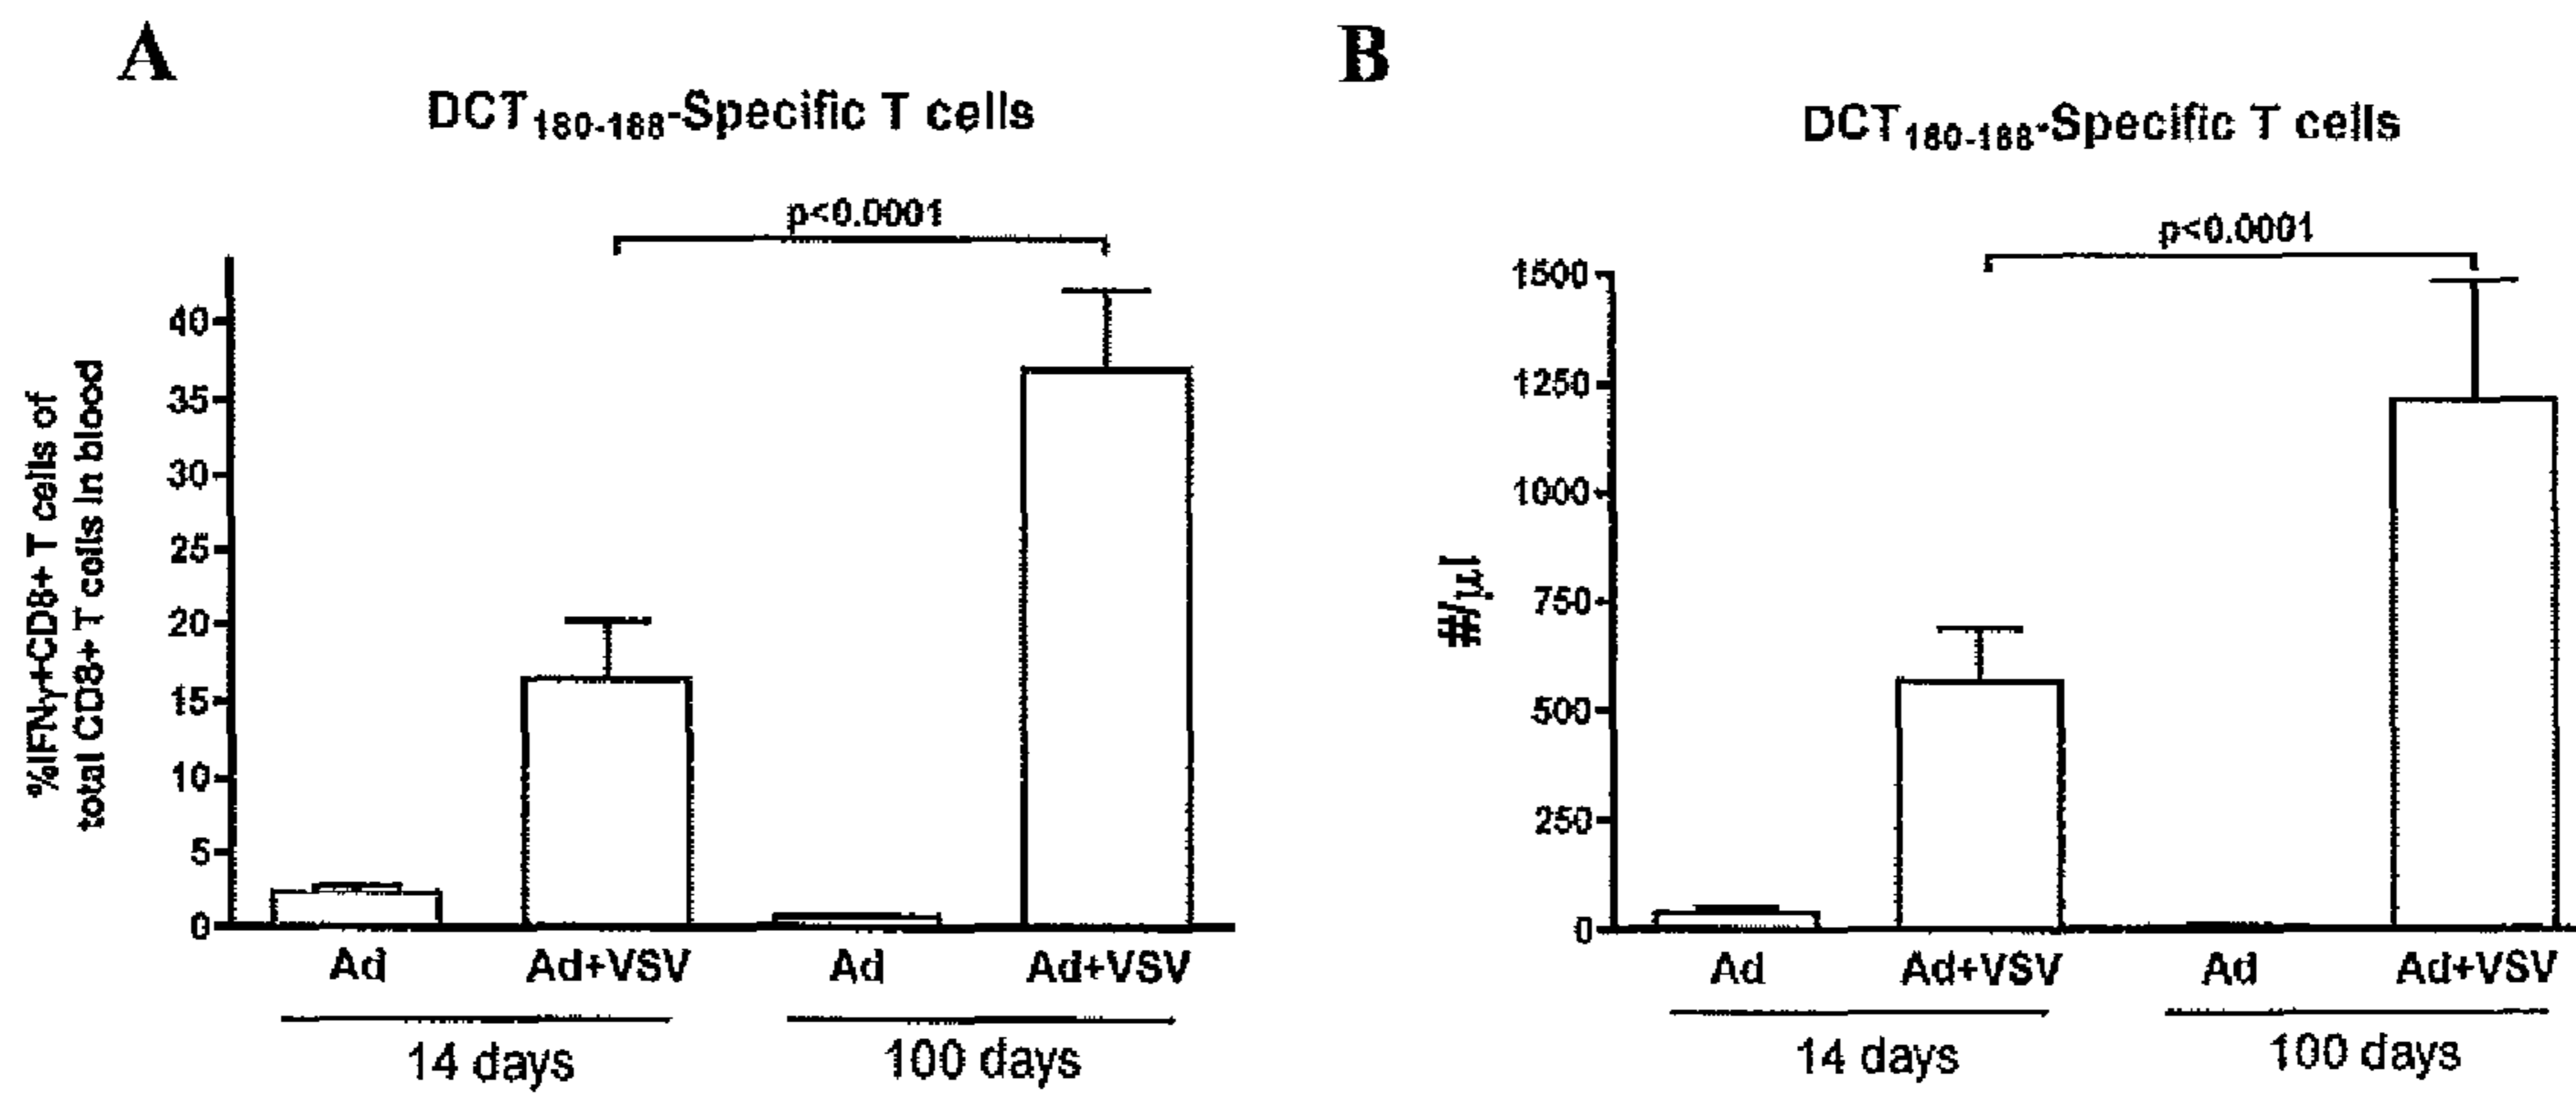 A
DCT180-188-Specific T cells
p<0.0001
%IFNγ+CD8+ T cells of
total CD8+ T cells in blood
40
35
30
25
20
15
10
5
0
Ad
Ad+VSV
Ad
Ad+VSV
14 days
100 days
B
DCT180-188-Specific T cells
p<0.0001
#/μl
1500
1250
1000
750
500
250
0
Ad
Ad+VSV
Ad
Ad+VSV
14 days
100 days